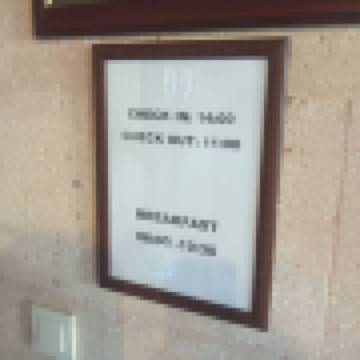 CHECK IN: 14:00
CHECK OUT: 11:00
BREAKFAST